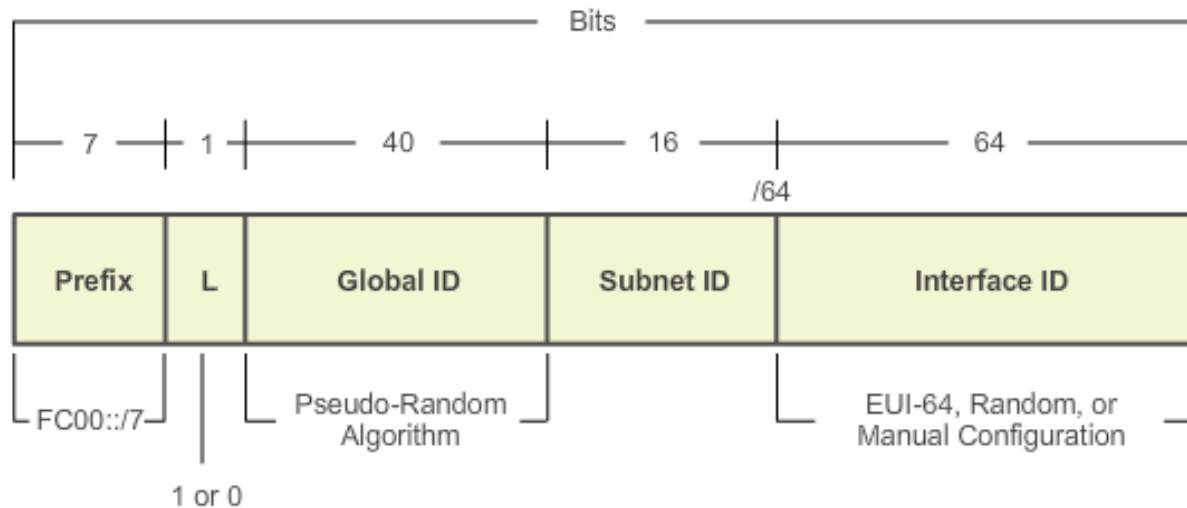 Bits
7 1 40 16 64
/64
Prefix L Global ID Subnet ID Interface ID
FC00::/7
Pseudo-Random
Algorithm
EUI-64, Random, or
Manual Configuration
1 or 0